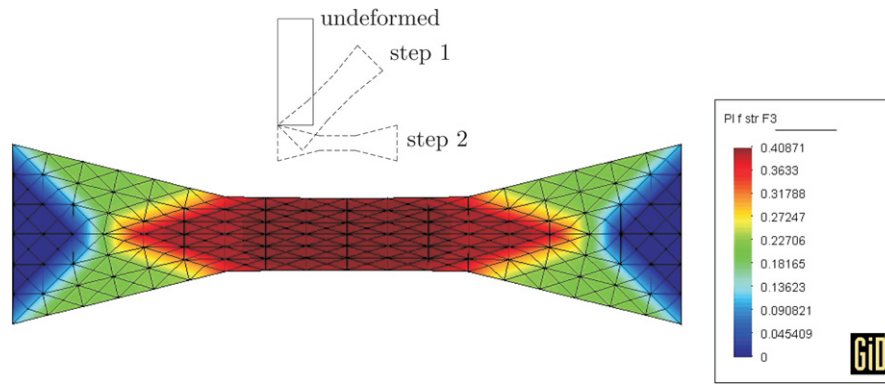 undeformed
step 1
step 2
Pl f str F3
0.40871
0.3633
0.31788
0.27247
0.22706
0.18165
0.13623
0.090821
0.045409
0
GiD